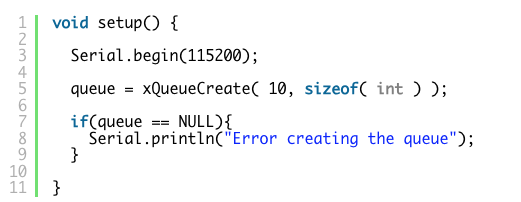 1 void setup() {
2
3 Serial.begin(115200);
4
5 queue = xQueueCreate( 10, sizeof( int ) );
6
7 if(queue == NULL){
8 Serial.println("Error creating the queue");
9 }
10
11 }